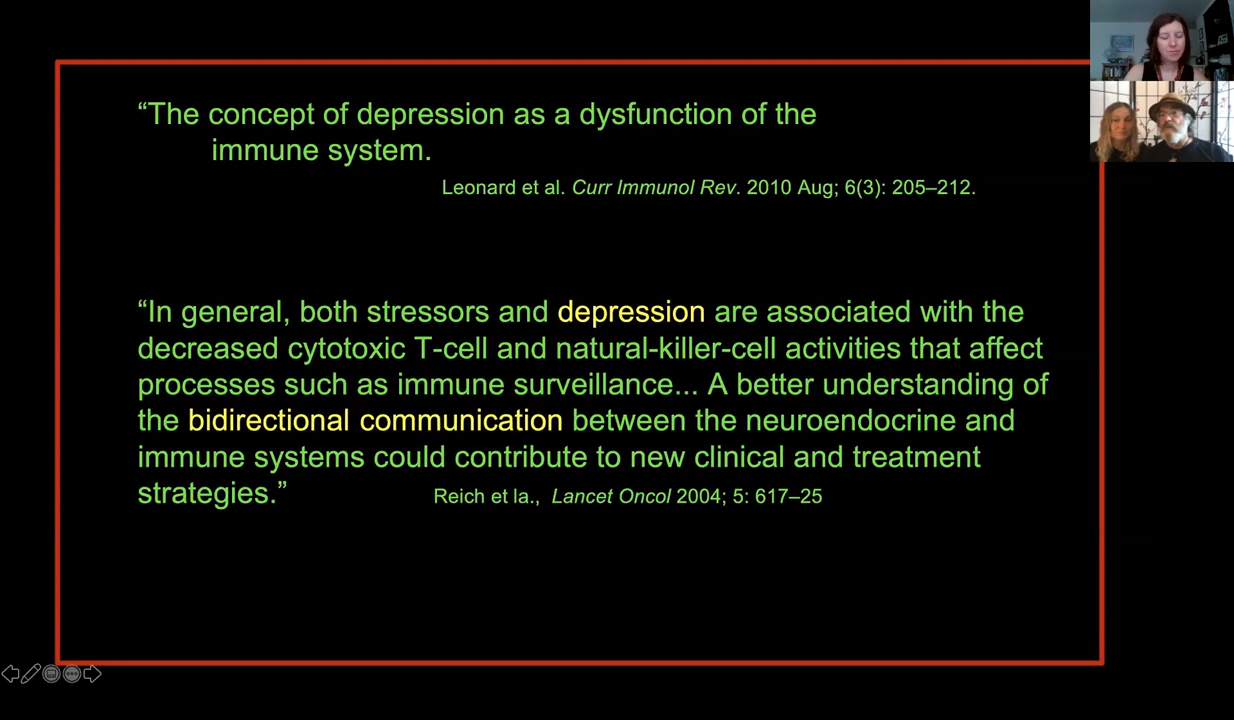 “The concept of depression as a dysfunction of the
immune system.
Leonard et al. Curr Immunol Rev. 2010 Aug; 6(3): 205–212.
“In general, both stressors and depression are associated with the
decreased cytotoxic T-cell and natural-killer-cell activities that affect
processes such as immune surveillance... A better understanding of
the bidirectional communication between the neuroendocrine and
immune systems could contribute to new clinical and treatment
strategies.” Reich et la., Lancet Oncol 2004; 5: 617–25